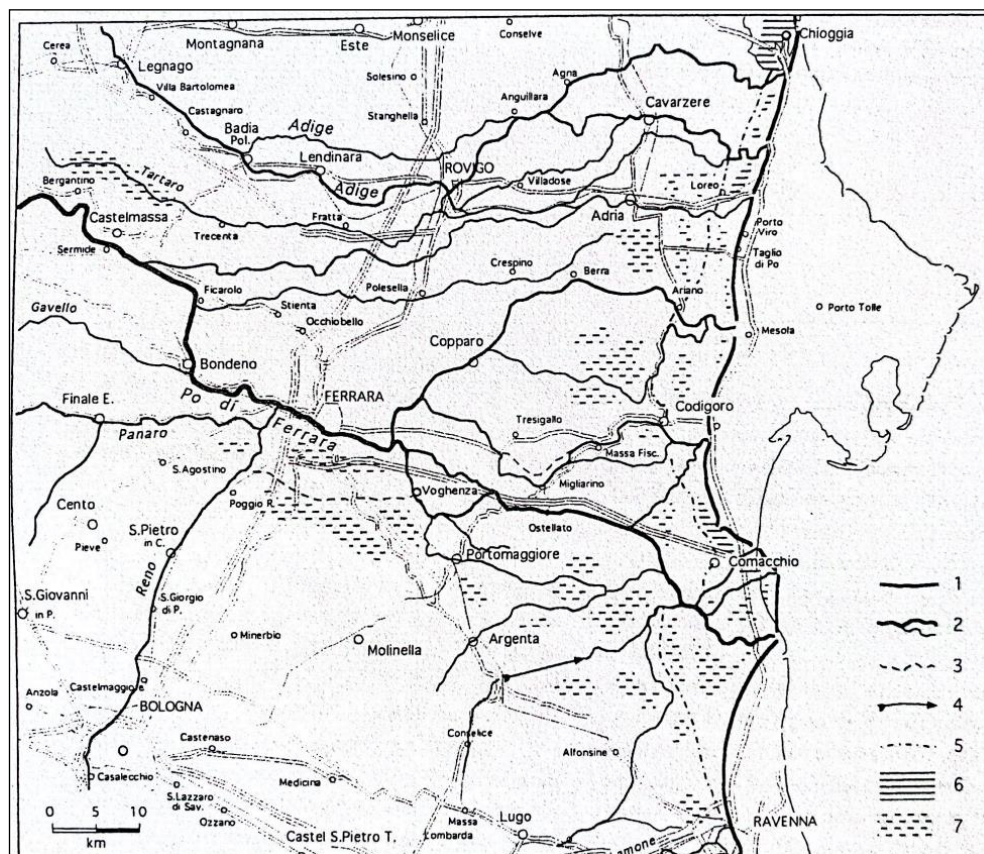 Cerea
Montagnana
Este
Monselice
Conselve
Chioggia
Legnago
Solesino
Agna
Villa Bartolomea
Castagnaro
Stanghella
Anguillara
Cavarzere
Badia
Pol.
Adige
Lendinara
ROVIGO
Tartaro
Adige
Villadose
Loreo
Bergantino
Adria
Castelmassa
Trecenta
Fratta
Porto
Viro
Sermide
Taglio
di Po
Crespino
Berra
Ficarolo
Polesella
Ariano
Gavello
Stienta
Occhiobello
Porto Tolle
Mesola
Bondeno
Copparo
Po di Ferrara
FERRARA
Finale E.
Codigoro
Panaro
Tresigallo
S.Agostino
Massa Fisc.
Poggio R.
Voghenza
Migliarino
Cento
Ostellato
Pieve
S.Pietro
in C.
Portomaggiore
Comacchio
Reno
1
S.Giovanni
in P.
S.Giorgio
di P.
2
Minerbio
Molinella
Argenta
3
Anzola
Castelmaggiore
4
BOLOGNA
Conselice
Alfonsine
5
Castenaso
Casalecchio
Medicina
6
S.Lazzaro
di Sav.
Ozzano
Massa
Lombarda
Lugo
RAVENNA
7
0 5 10
km
Castel S.Pietro T.
Lamone